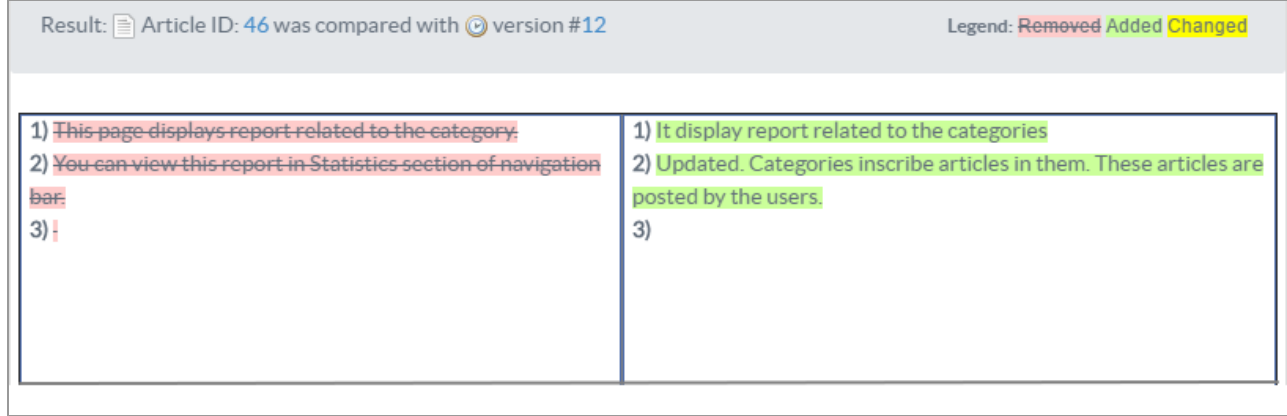 Result: Article ID: 46 was compared with version #12
Legend: Removed Added Changed
1) This page displays report related to the category.
2) You can view this report in Statistics section of navigation
bar.
3) .
1) It display report related to the categories
2) Updated. Categories inscribe articles in them. These articles are
posted by the users.
3)